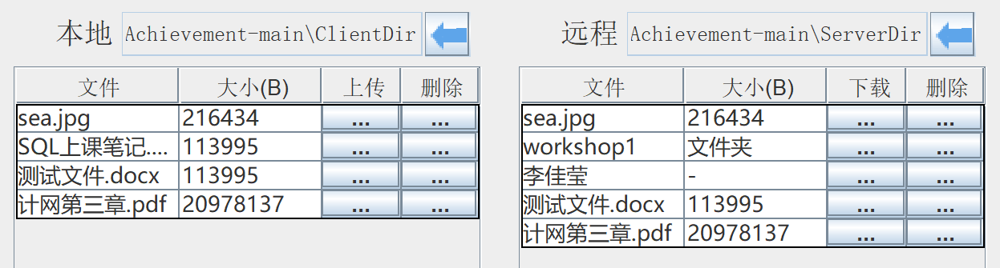 本地 Achievement-main\ClientDir
文件 大小(B) 上传 删除
sea.jpg 216434 ... ...
SQL上课笔记.... 113995 ... ...
测试文件.docx 113995 ... ...
计网第三章.pdf 20978137 ... ...
远程 Achievement-main\ServerDir
文件 大小(B) 下载 删除
sea.jpg 216434 ... ...
workshop1 文件夹 ... ...
李佳莹 - ... ...
测试文件.docx 113995 ... ...
计网第三章.pdf 20978137 ... ...